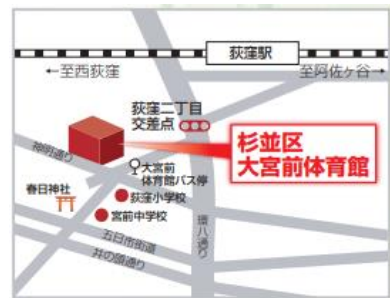 荻窪駅
←至西荻窪
至阿佐ヶ谷→
荻窪二丁目
交差点
杉並区
大宮前体育館
神明通り
大宮前
体育館バス停
荻窪小学校
春日神社
宮前中学校
環八通り
五日市街道
井の頭通り